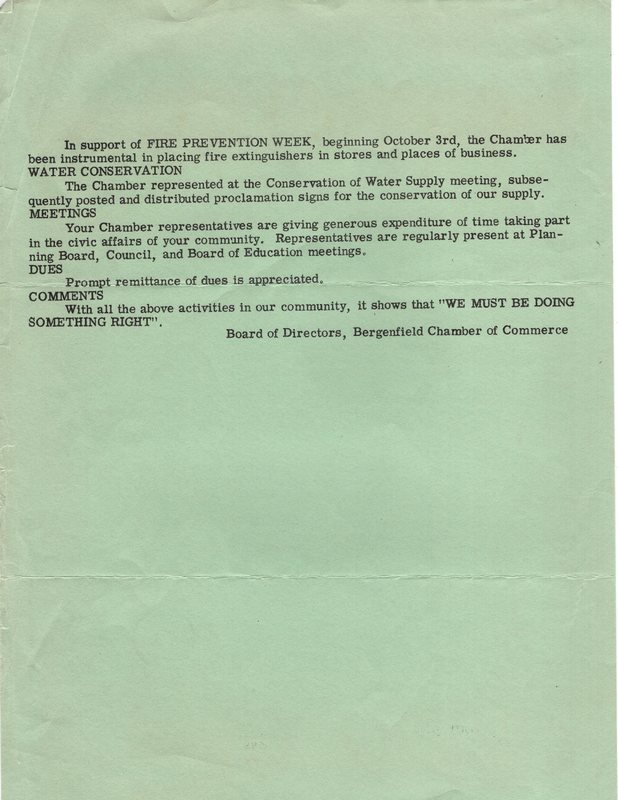 In support of FIRE PREVENTION WEEK, beginning October 3rd, the Chamber has
been instrumental in placing fire extinguishers in stores and places of business.
WATER CONSERVATION
The Chamber represented at the Conservation of Water Supply meeting, subse-
quently posted and distributed proclamation signs for the conservation of our supply.
MEETINGS
Your Chamber representatives are giving generous expenditure of time taking part
in the civic affairs of your community. Representatives are regularly present at Plan-
ning Board, Council, and Board of Education meetings.
DUES
Prompt remittance of dues is appreciated.
COMMENTS
With all the above activities in our community, it shows that "WE MUST BE DOING
SOMETHING RIGHT".
Board of Directors, Bergenfield Chamber of Commerce